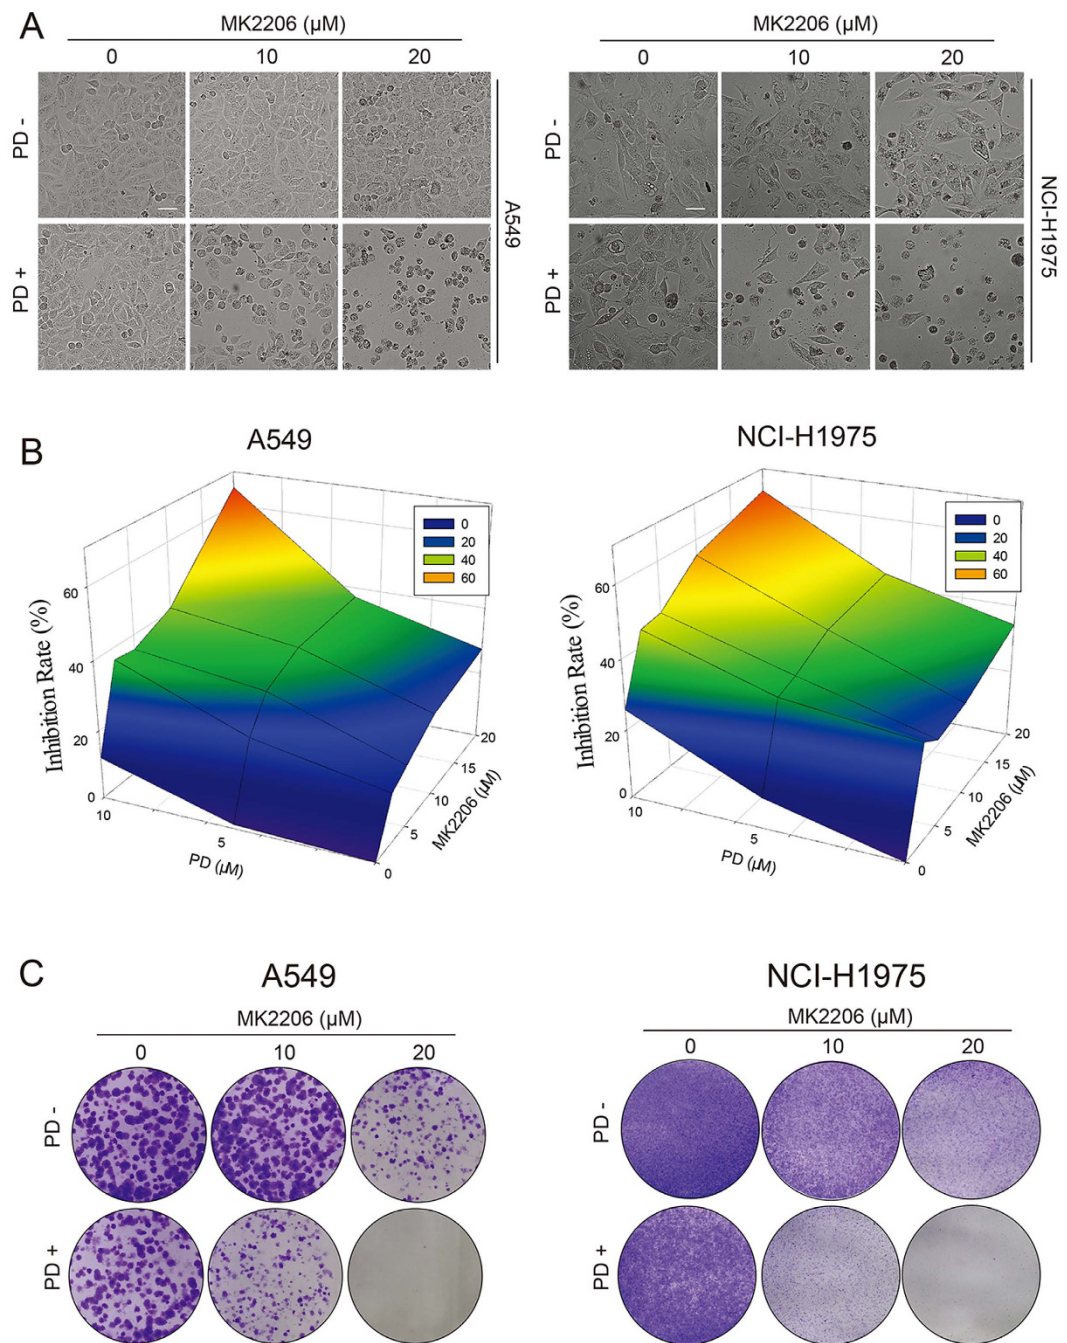 A
MK2206 (µM)
0 10 20
PD -
PD +
A549
MK2206 (µM)
0 10 20
PD -
PD +
NCI-H1975
B
A549
0
20
40
60
Inhibition Rate (%)
60
40
20
0
10
5
0
PD (µM)
5
10
15
20
MK2206 (µM)
NCI-H1975
0
20
40
60
Inhibition Rate (%)
60
40
20
0
10
5
0
PD (µM)
5
10
15
20
MK2206 (µM)
C
A549
MK2206 (µM)
0 10 20
PD -
PD +
NCI-H1975
MK2206 (µM)
0 10 20
PD -
PD +